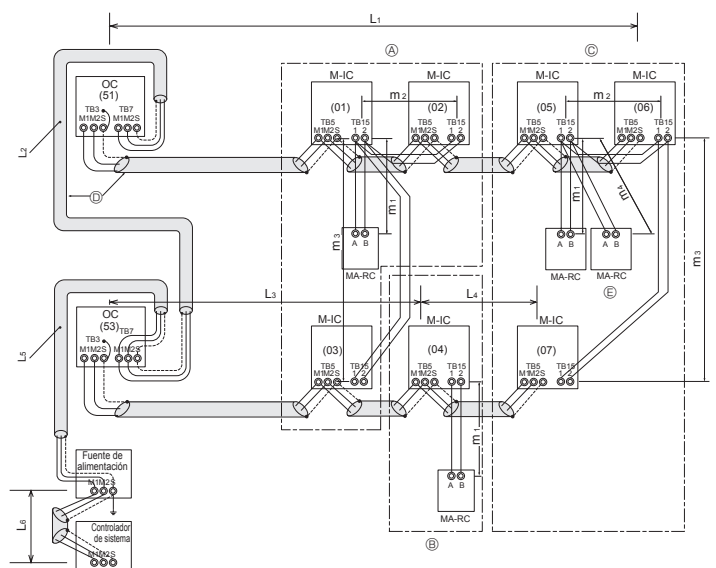 L1
A
C
M-IC
M-IC
M-IC
M-IC
OC
(51)
TB3
TB7
M1M2S
M1M2S
(01)
(02)
(05)
(06)
m2
m2
TB5
M1M2S
TB15
1 2
TB5
M1M2S
TB15
1 2
TB5
M1M2S
TB15
1 2
TB5
M1M2S
TB15
1 2
L2
D
m1
m3
m1
m4
m3
A B
MA-RC
A B
MA-RC
A B
MA-RC
E
L3
L4
OC
(53)
TB3
TB7
M1M2S
M1M2S
M-IC
M-IC
M-IC
(03)
(04)
(07)
TB5
M1M2S
TB15
1 2
TB5
M1M2S
TB15
1 2
TB5
M1M2S
TB15
1 2
L5
m1
A B
MA-RC
B
Fuente de
alimentación
M1M2S
L6
Controlador
de sistema
M1M2S